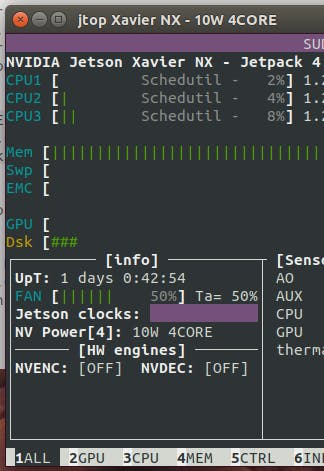 jtop Xavier NX - 10W 4CORE
NVIDIA Jetson Xavier NX - Jetpack 4
CPU1 [ Schedutil - 2%] 1.2
CPU2 [| Schedutil - 4%] 1.2
CPU3 [|| Schedutil - 8%] 1.2
Mem [||||||||||||||||||||||||||||||
Swp [
EMC [
GPU [
Dsk [###
[info] [Sens
UpT: 1 days 0:42:54 AO
FAN [|||||| 50%] Ta= 50% AUX
Jetson clocks: CPU
NV Power[4]: 10W 4CORE GPU
[HW engines] therma
NVENC: [OFF] NVDEC: [OFF]
1ALL 2GPU 3CPU 4MEM 5CTRL 6IN